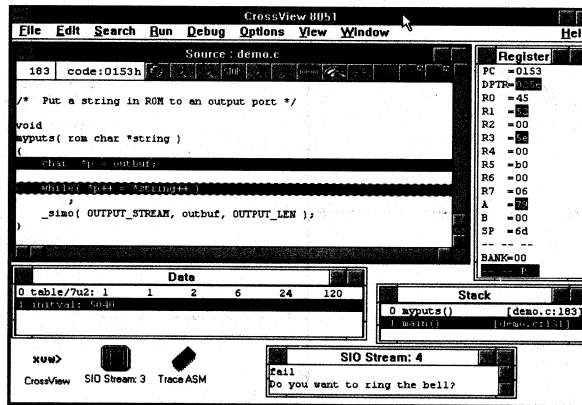 CrossView 8051
File Edit Search Run Debug Options View Window Hel
Source : demo.c
183 code:0153h
/* Put a string in ROM to an output port */
void
myputs( rom char *string )
{
char *p = outbuf;
while( *p++ = *string++ )
;
_simo( OUTPUT_STREAM, outbuf, OUTPUT_LEN );
}
Register
PC =0153
DPTR=
R0 =45
R1 =
R2 =00
R3 =5e
R4 =00
R5 =b0
R6 =00
R7 =06
A =79
B =00
SP =6d
-- -- --
BANK=00
Data
0 table/7u2: 1 1 2 6 24 120
1 initval: 5040
Stack
0 myputs() [demo.c:183]
1 main() [demo.c:131]
xvw>
CrossView
SIO Stream: 3
Trace ASM
SIO Stream: 4
fail
Do you want to ring the bell?